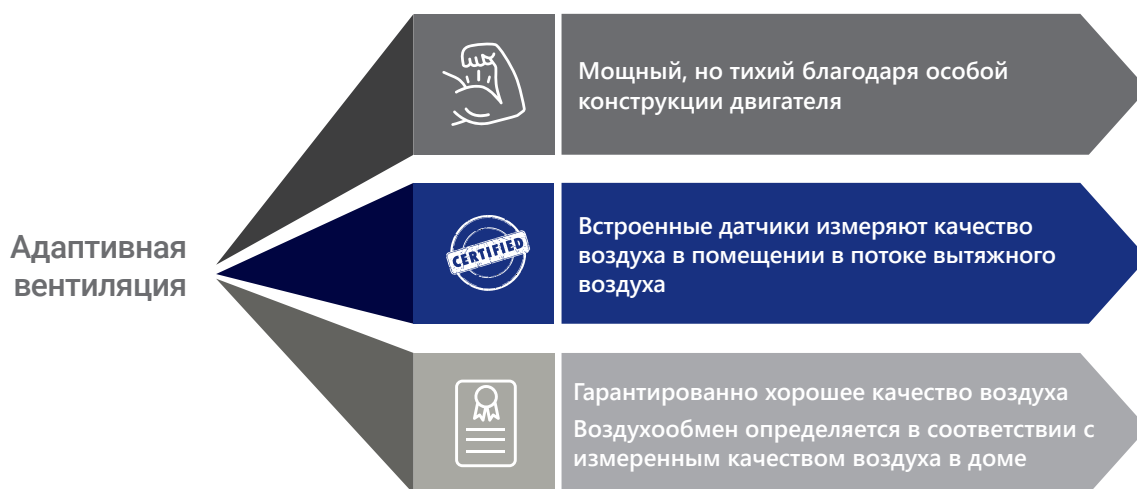 Адаптивная
вентиляция
Мощный, но тихий благодаря особой
конструкции двигателя
CERTIFIED
Встроенные датчики измеряют качество
воздуха в помещении в потоке вытяжного
воздуха
Гарантированно хорошее качество воздуха
Воздухообмен определяется в соответствии с
измеренным качеством воздуха в доме